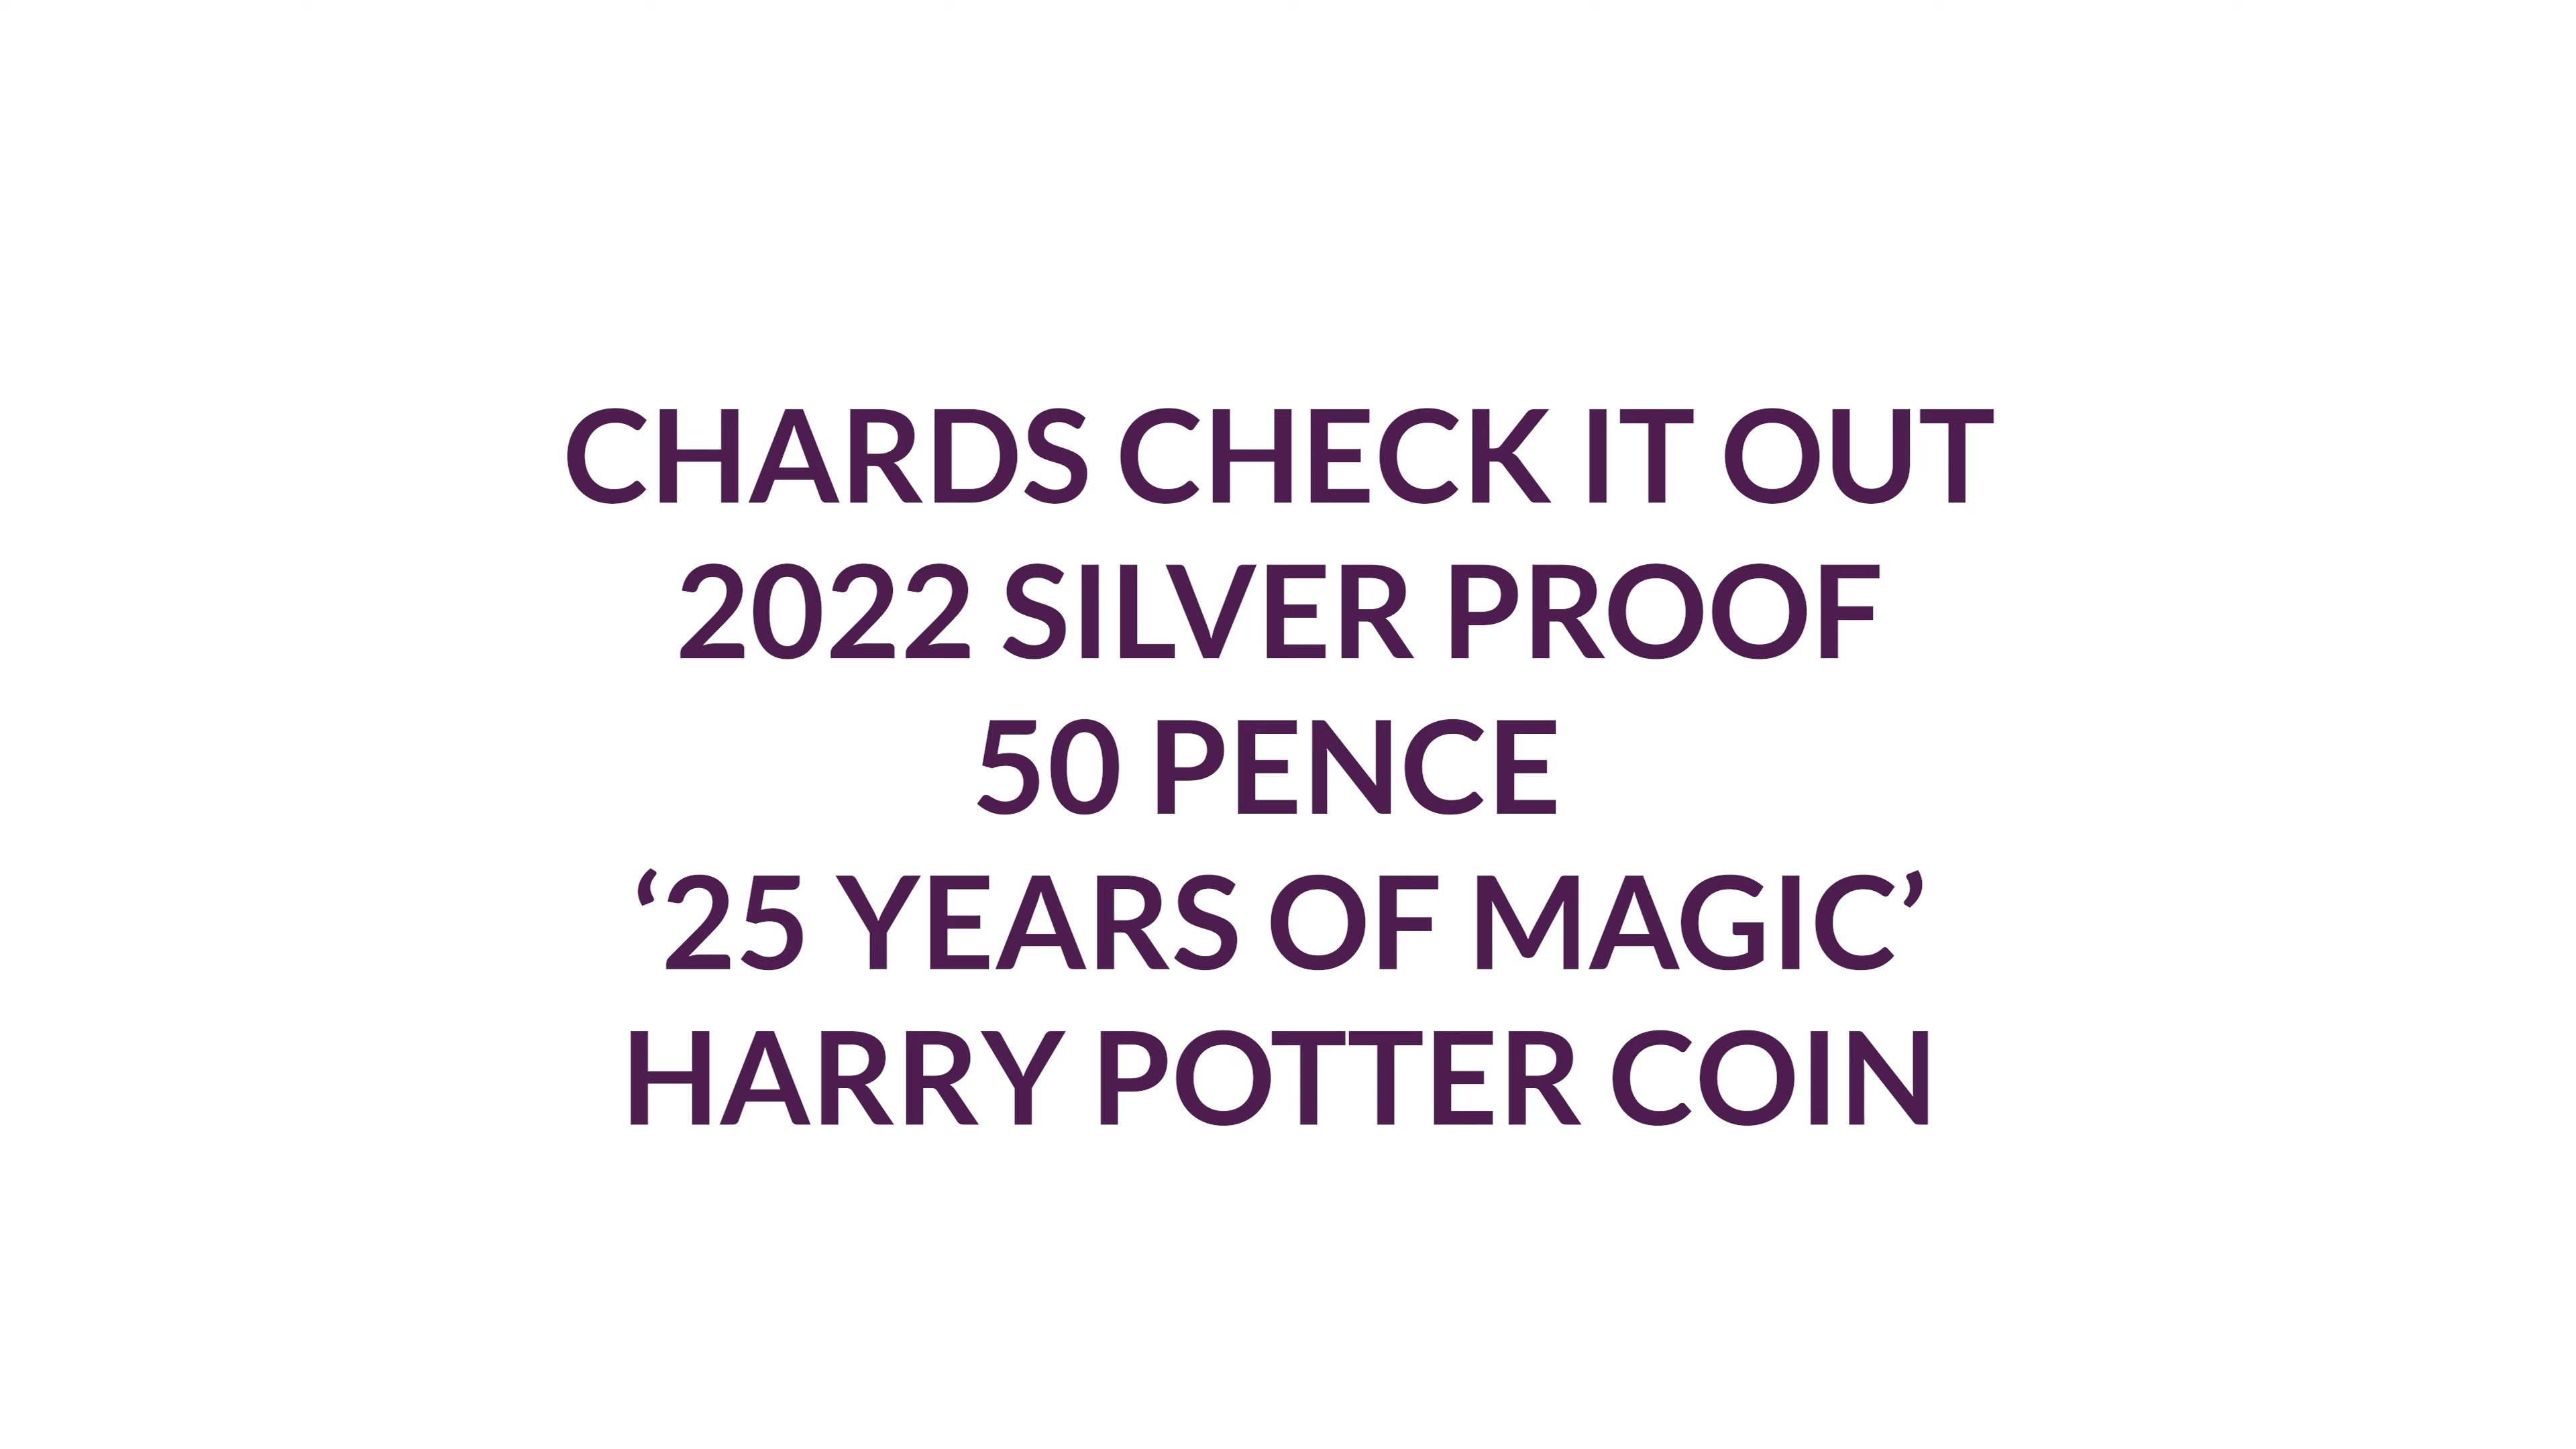 CHARDS CHECK IT OUT
2022 SILVER PROOF
50 PENCE
‘25 YEARS OF MAGIC’
HARRY POTTER COIN